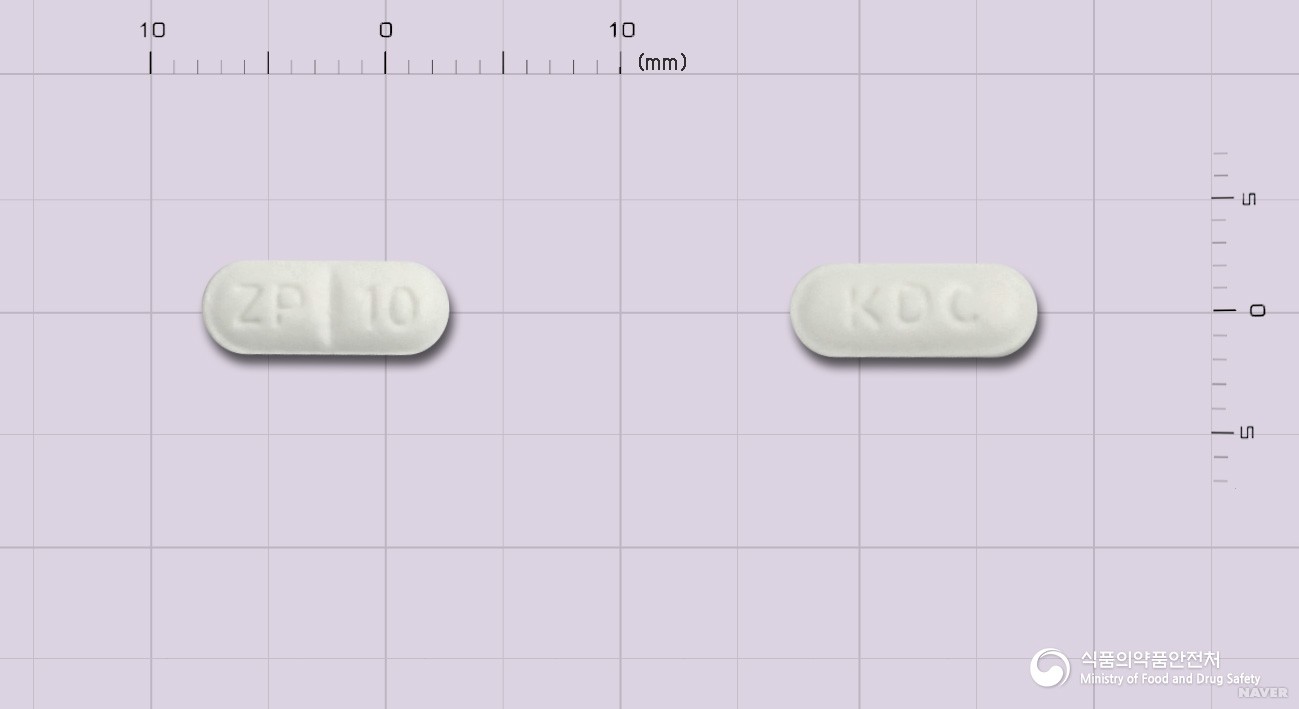 10 0 10
(mm)
5
0
5
ZP 10
KDC
식품의약품안전처
Ministry of Food and Drug Safety
NAVER